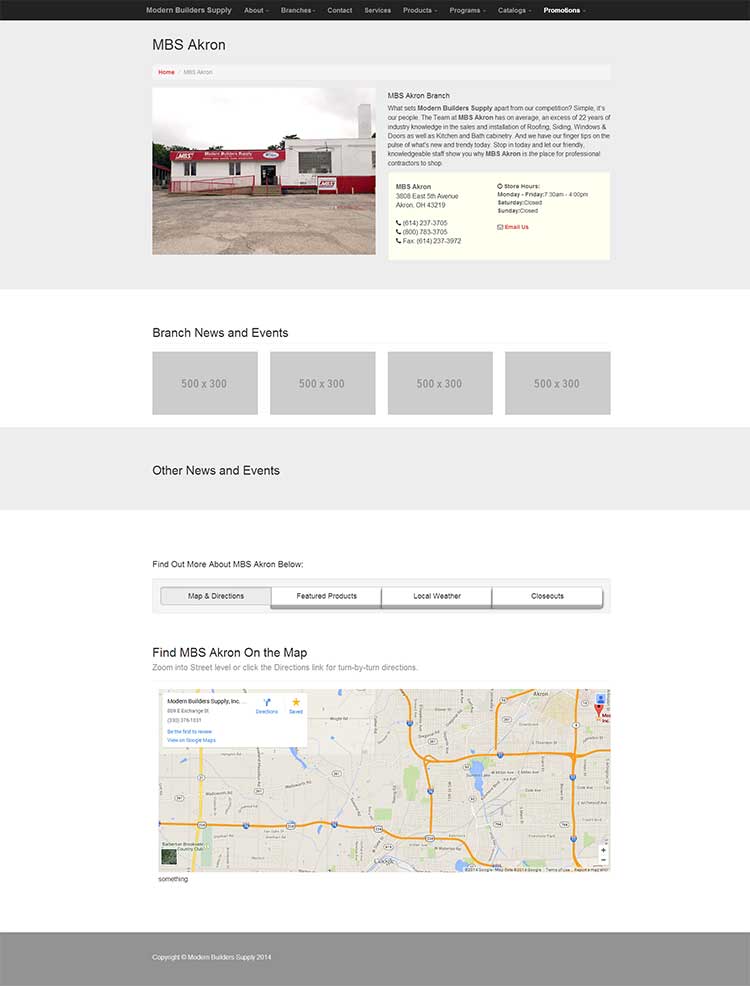 Modern Builders Supply About Branches Contact Services Products Programs Catalogs Promotions
MBS Akron
Home / MBS Akron
MBS Akron Branch
What sets Modern Builders Supply apart from our competition? Simple, it's
our people. The Team at MBS Akron has on average, an excess of 22 years of
industry knowledge in the sales and installation of Roofing, Siding, Windows &
Doors as well as Kitchen and Bath cabinetry. And we have our finger tips on the
pulse of what's new and trendy today. Stop in today and let our friendly,
knowledgeable staff show you why MBS Akron is the place for professional
contractors to shop.
Modern Builders Supply
MBS
MBS
MBS Akron
3808 East 5th Avenue
Akron, OH 43219
(614) 237-3705
(800) 783-3705
Fax: (614) 237-3972
Store Hours:
Monday - Friday:7:30am - 4:00pm
Saturday:Closed
Sunday:Closed
Email Us
Branch News and Events
500 x 300 500 x 300 500 x 300 500 x 300
Other News and Events
Find Out More About MBS Akron Below:
Map & Directions Featured Products Local Weather Closeouts
Find MBS Akron On the Map
Zoom into Street level or click the Directions link for turn-by-turn directions.
Modern Builders Supply, Inc. ...
889 E Exchange St
(330) 376-1031
Directions Saved
Be the first to review
View on Google Maps
Akron
Wadsworth Rd
Barberton Brookside
Country Club
Google
©2014 Google - Map Data ©2014 Google Terms of Use Report a map error
something
Copyright © Modern Builders Supply 2014